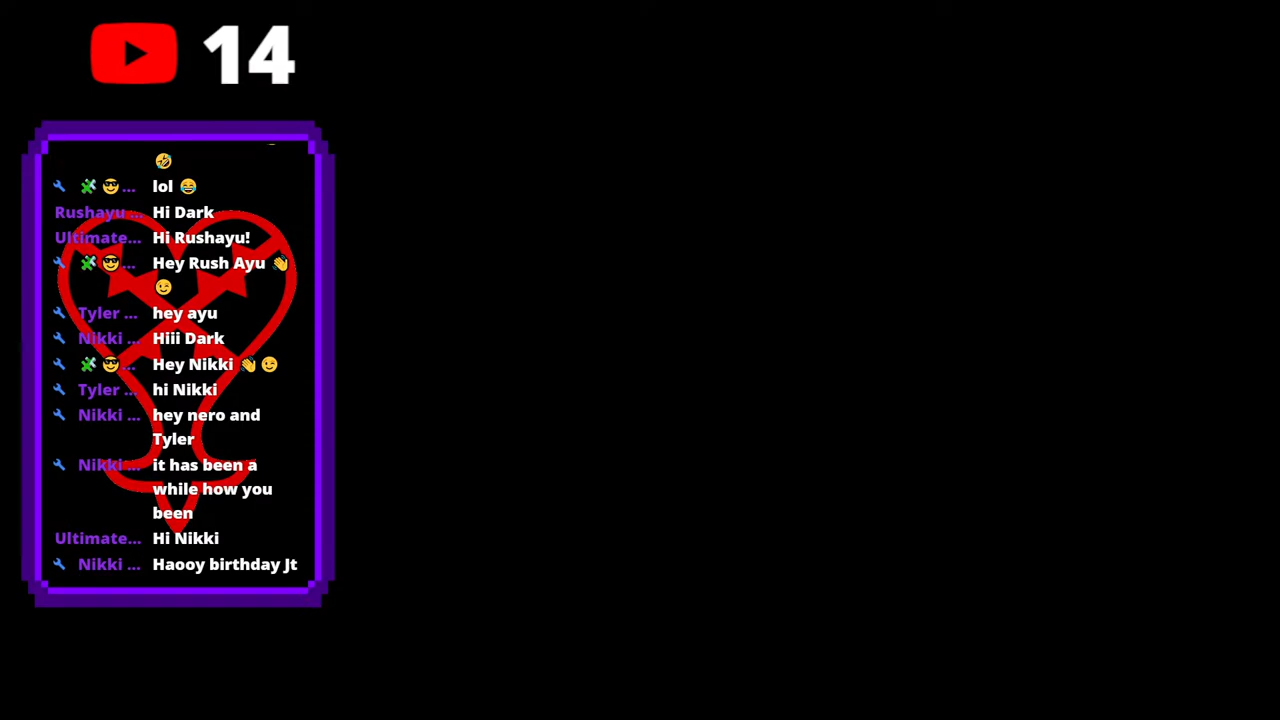 14
🤣
... lol 😂
Rushayu ... Hi Dark
Ultimate... Hi Rushayu!
... Hey Rush Ayu 👋
😉
Tyler ... hey ayu
Nikki ... Hiii Dark
... Hey Nikki 👋😉
Tyler ... hi Nikki
Nikki ... hey nero and
Tyler
Nikki ... it has been a
while how you
been
Ultimate... Hi Nikki
Nikki ... Haooy birthday Jt